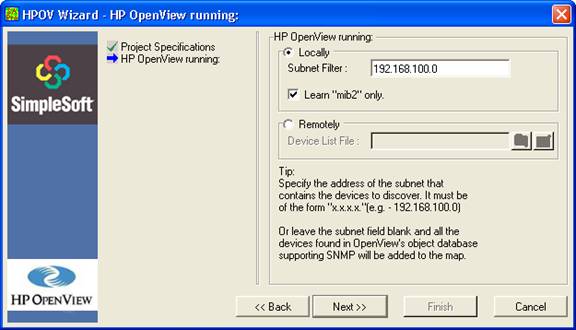 HPOV Wizard - HP OpenView running:
SimpleSoft
HP OPENVIEW
Project Specifications
HP OpenView running:
HP OpenView running:
Locally
Subnet Filter :
192.168.100.0
Learn "mib2" only.
Remotely
Device List File :
Tip:
Specify the address of the subnet that
contains the devices to discover. It must be
of the form "x.x.x.x."(e.g. - 192.168.100.0)
Or leave the subnet field blank and all the
devices found in OpenView's object database
supporting SNMP will be added to the map.
<< Back
Next >>
Finish
Cancel